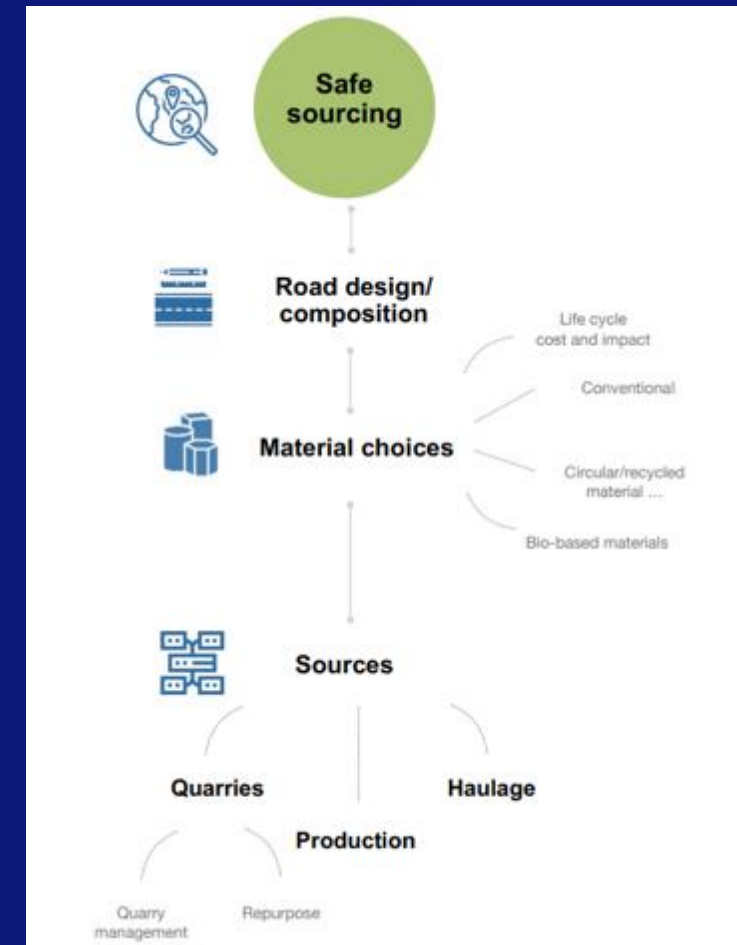 Safe
sourcing
Road design/
composition
Life cycle
cost and impact
Conventional
Material choices
Circular/recycled
material ...
Bio-based materials
Sources
Quarries
Haulage
Production
Quarry
management
Repurpose